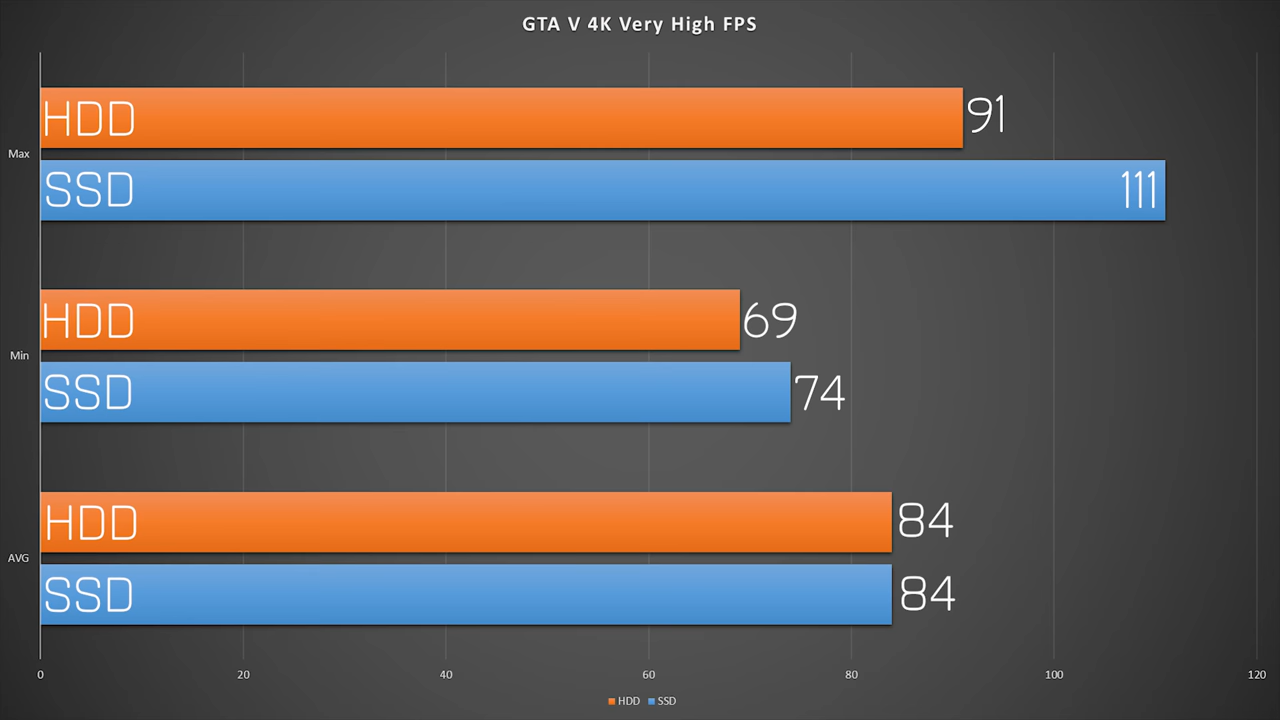 GTA V 4K Very High FPS
HDD 91
Max
SSD 111
HDD 69
Min
SSD 74
HDD 84
AVG
SSD 84
0 20 40 60 80 100 120
HDD SSD